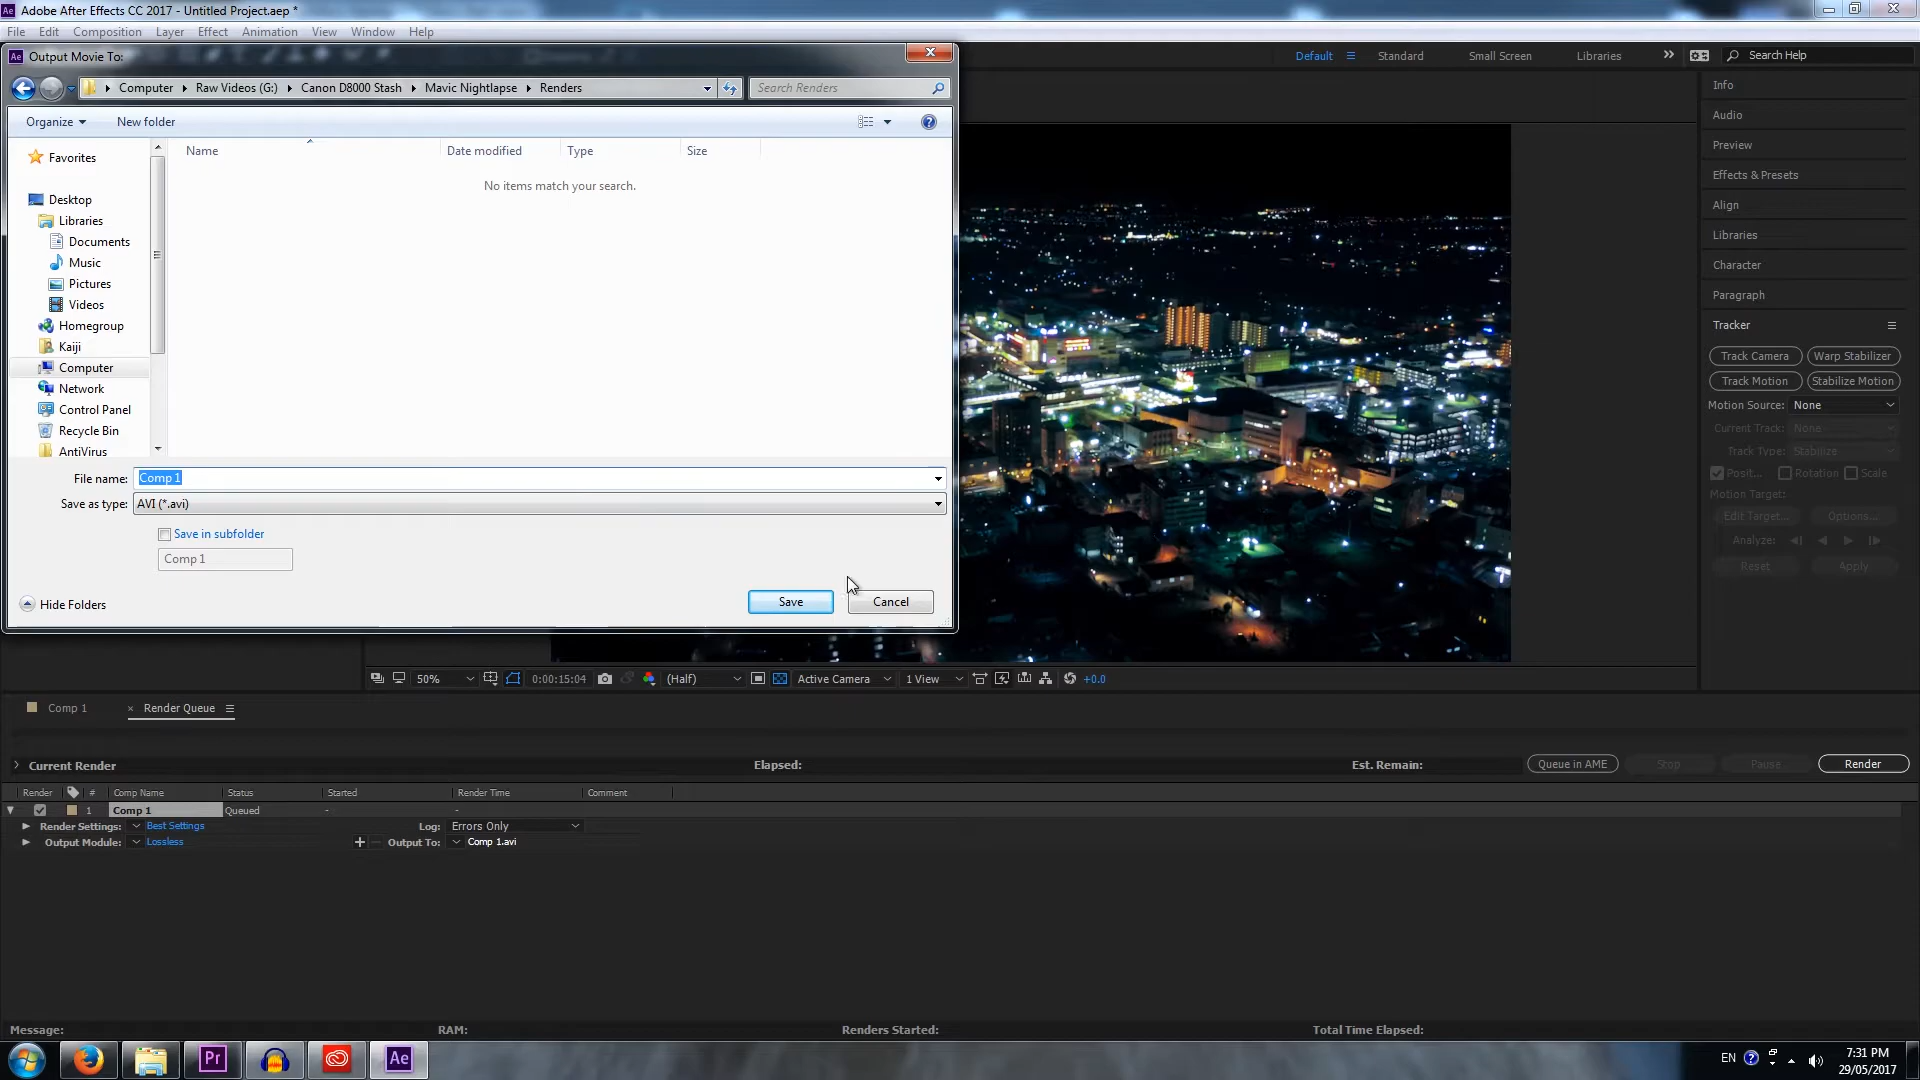 Adobe After Effects CC 2017 - Untitled Project.aep *
File Edit Composition Layer Effect Animation View Window Help
Output Movie To:
Default Standard Small Screen Libraries Search Help
Computer Raw Videos (G:) Canon D8000 Stash Mavic Nightlapse Renders Search Renders
Organize New folder
Name Date modified Type Size
No items match your search.
Favorites
Desktop
Libraries
Documents
Music
Pictures
Videos
Homegroup
Kaiji
Computer
Network
Control Panel
Recycle Bin
AntiVirus
File name: Comp 1
Save as type: AVI (*.avi)
Save in subfolder
Comp 1
Hide Folders Save Cancel
Info
Audio
Preview
Effects & Presets
Align
Libraries
Character
Paragraph
Tracker
Track Camera Warp Stabilizer
Track Motion Stabilize Motion
Motion Source: None
Current Track: None
Track Type: Stabilize
Posit... Rotation Scale
Motion Target:
Edit Target... Options...
Analyze:
Reset Apply
50% 0:00:15:04 (Half) Active Camera 1 View +0.0
Comp 1 × Render Queue
Current Render Elapsed: Est. Remain: Queue in AME Stop Pause Render
Render # Comp Name Status Started Render Time Comment
1 Comp 1 Queued - -
Render Settings: Best Settings Log: Errors Only
Output Module: Lossless Output To: Comp 1.avi
Message: RAM: Renders Started: Total Time Elapsed:
Pr Ae EN 7:31 PM
29/05/2017